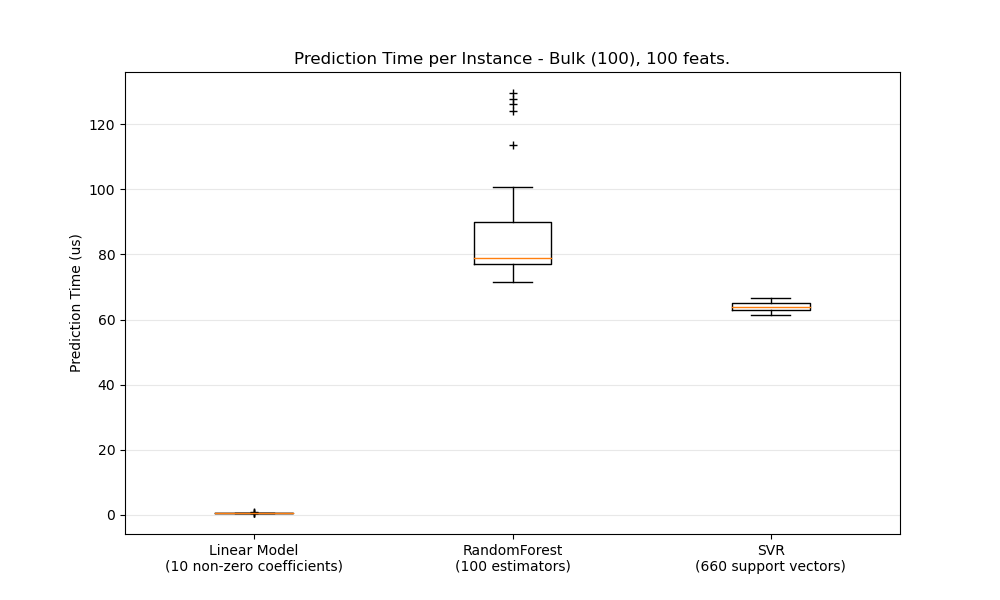 Prediction Time per Instance - Bulk (100), 100 feats.
Prediction Time (us)
120
100
80
60
40
20
0
Linear Model
(10 non-zero coefficients)
RandomForest
(100 estimators)
SVR
(660 support vectors)